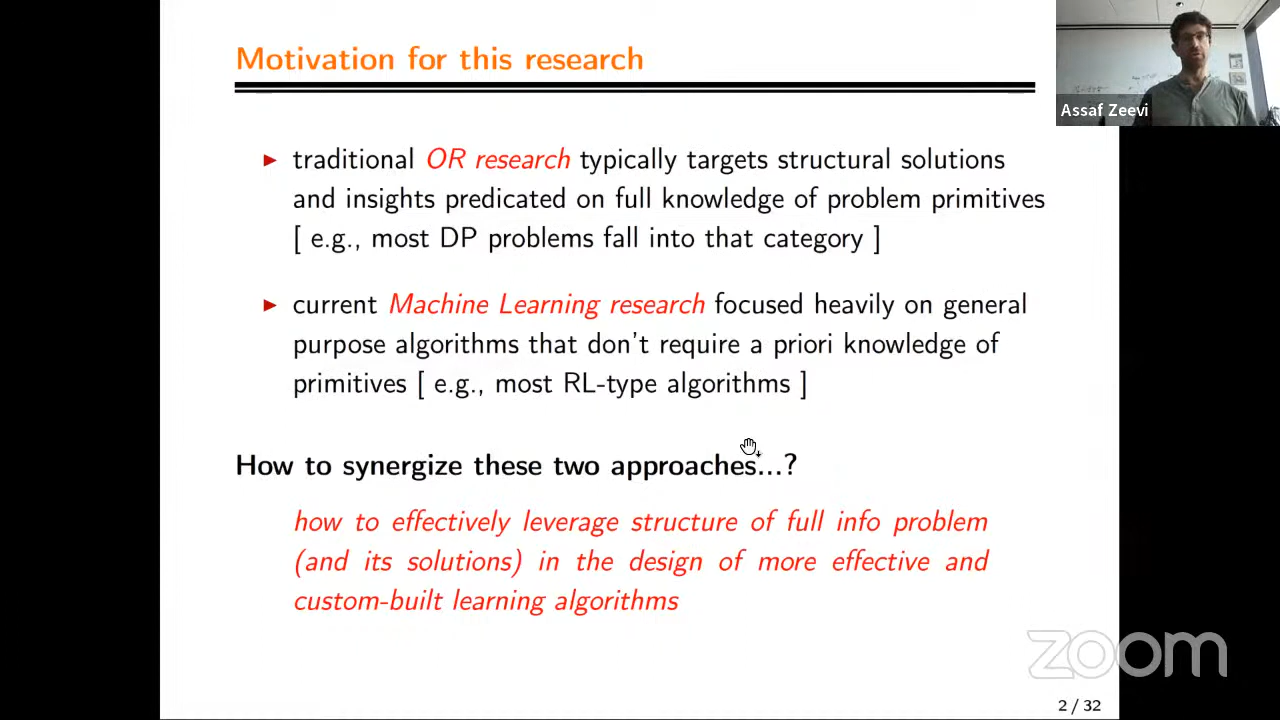 Motivation for this research
Assaf Zeevi
▶ traditional OR research typically targets structural solutions
and insights predicated on full knowledge of problem primitives
[ e.g., most DP problems fall into that category ]
▶ current Machine Learning research focused heavily on general
purpose algorithms that don't require a priori knowledge of
primitives [ e.g., most RL-type algorithms ]
How to synergize these two approaches...?
how to effectively leverage structure of full info problem
(and its solutions) in the design of more effective and
custom-built learning algorithms
zoom
2 / 32